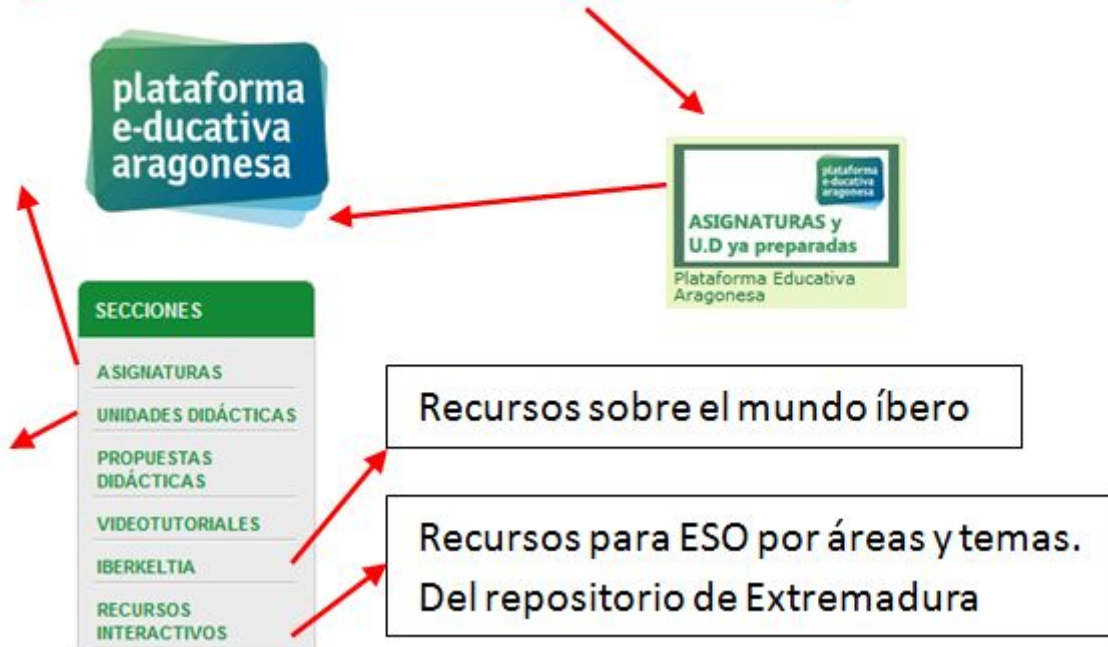 plataforma
e-ducativa
aragonesa
plataforma
e-ducativa
aragonesa
ASIGNATURAS y
U.D ya preparadas
Plataforma Educativa
Aragonesa
SECCIONES
ASIGNATURAS
UNIDADES DIDÁCTICAS
PROPUESTAS
DIDÁCTICAS
VIDEOTUTORIALES
IBERKELTIA
RECURSOS
INTERACTIVOS
Recursos sobre el mundo íbero
Recursos para ESO por áreas y temas.
Del repositorio de Extremadura